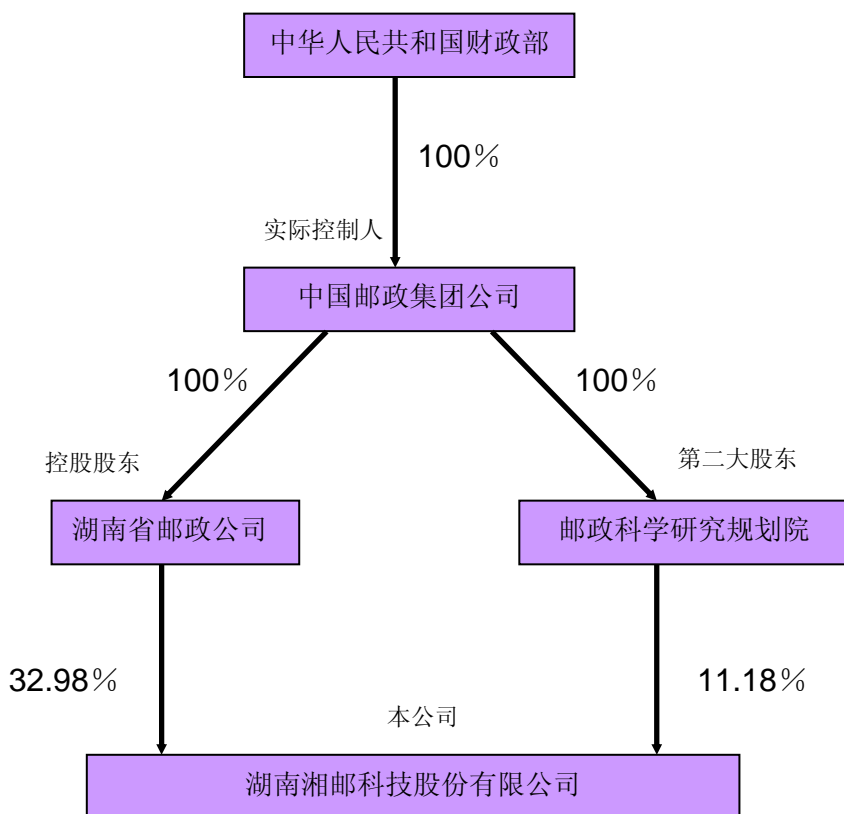 中华人民共和国财政部
100％
实际控制人
中国邮政集团公司
100％
100％
控股股东
第二大股东
湖南省邮政公司
邮政科学研究规划院
32.98％
11.18％
本公司
湖南湘邮科技股份有限公司